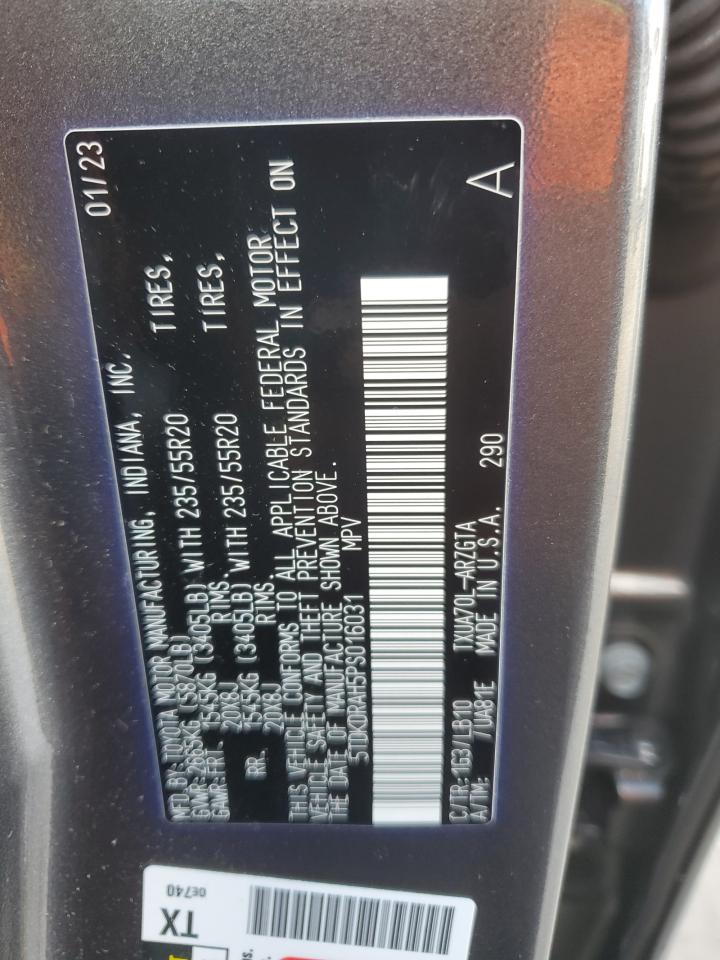 MFD BY: TOYOTA MOTOR MANUFACTURING, INDIANA, INC. 01/23
GVWR: 2665KG (5870LB)
GAWR: FRT. 1545KG (3405LB) WITH 235/55R20 TIRES,
20X8J RIMS.
RR. 1545KG (3405LB) WITH 235/55R20 TIRES,
20X8J RIMS.
THIS VEHICLE CONFORMS TO ALL APPLICABLE FEDERAL MOTOR
VEHICLE SAFETY AND THEFT PREVENTION STANDARDS IN EFFECT ON
THE DATE OF MANUFACTURE SHOWN ABOVE.
5TDKDRAH5PS016031 MPV
C/TR: 1G3/LB10 TXUA70L-ARZGTA A
A/TM: /UA81E MADE IN U.S.A. 290
TX
0E740